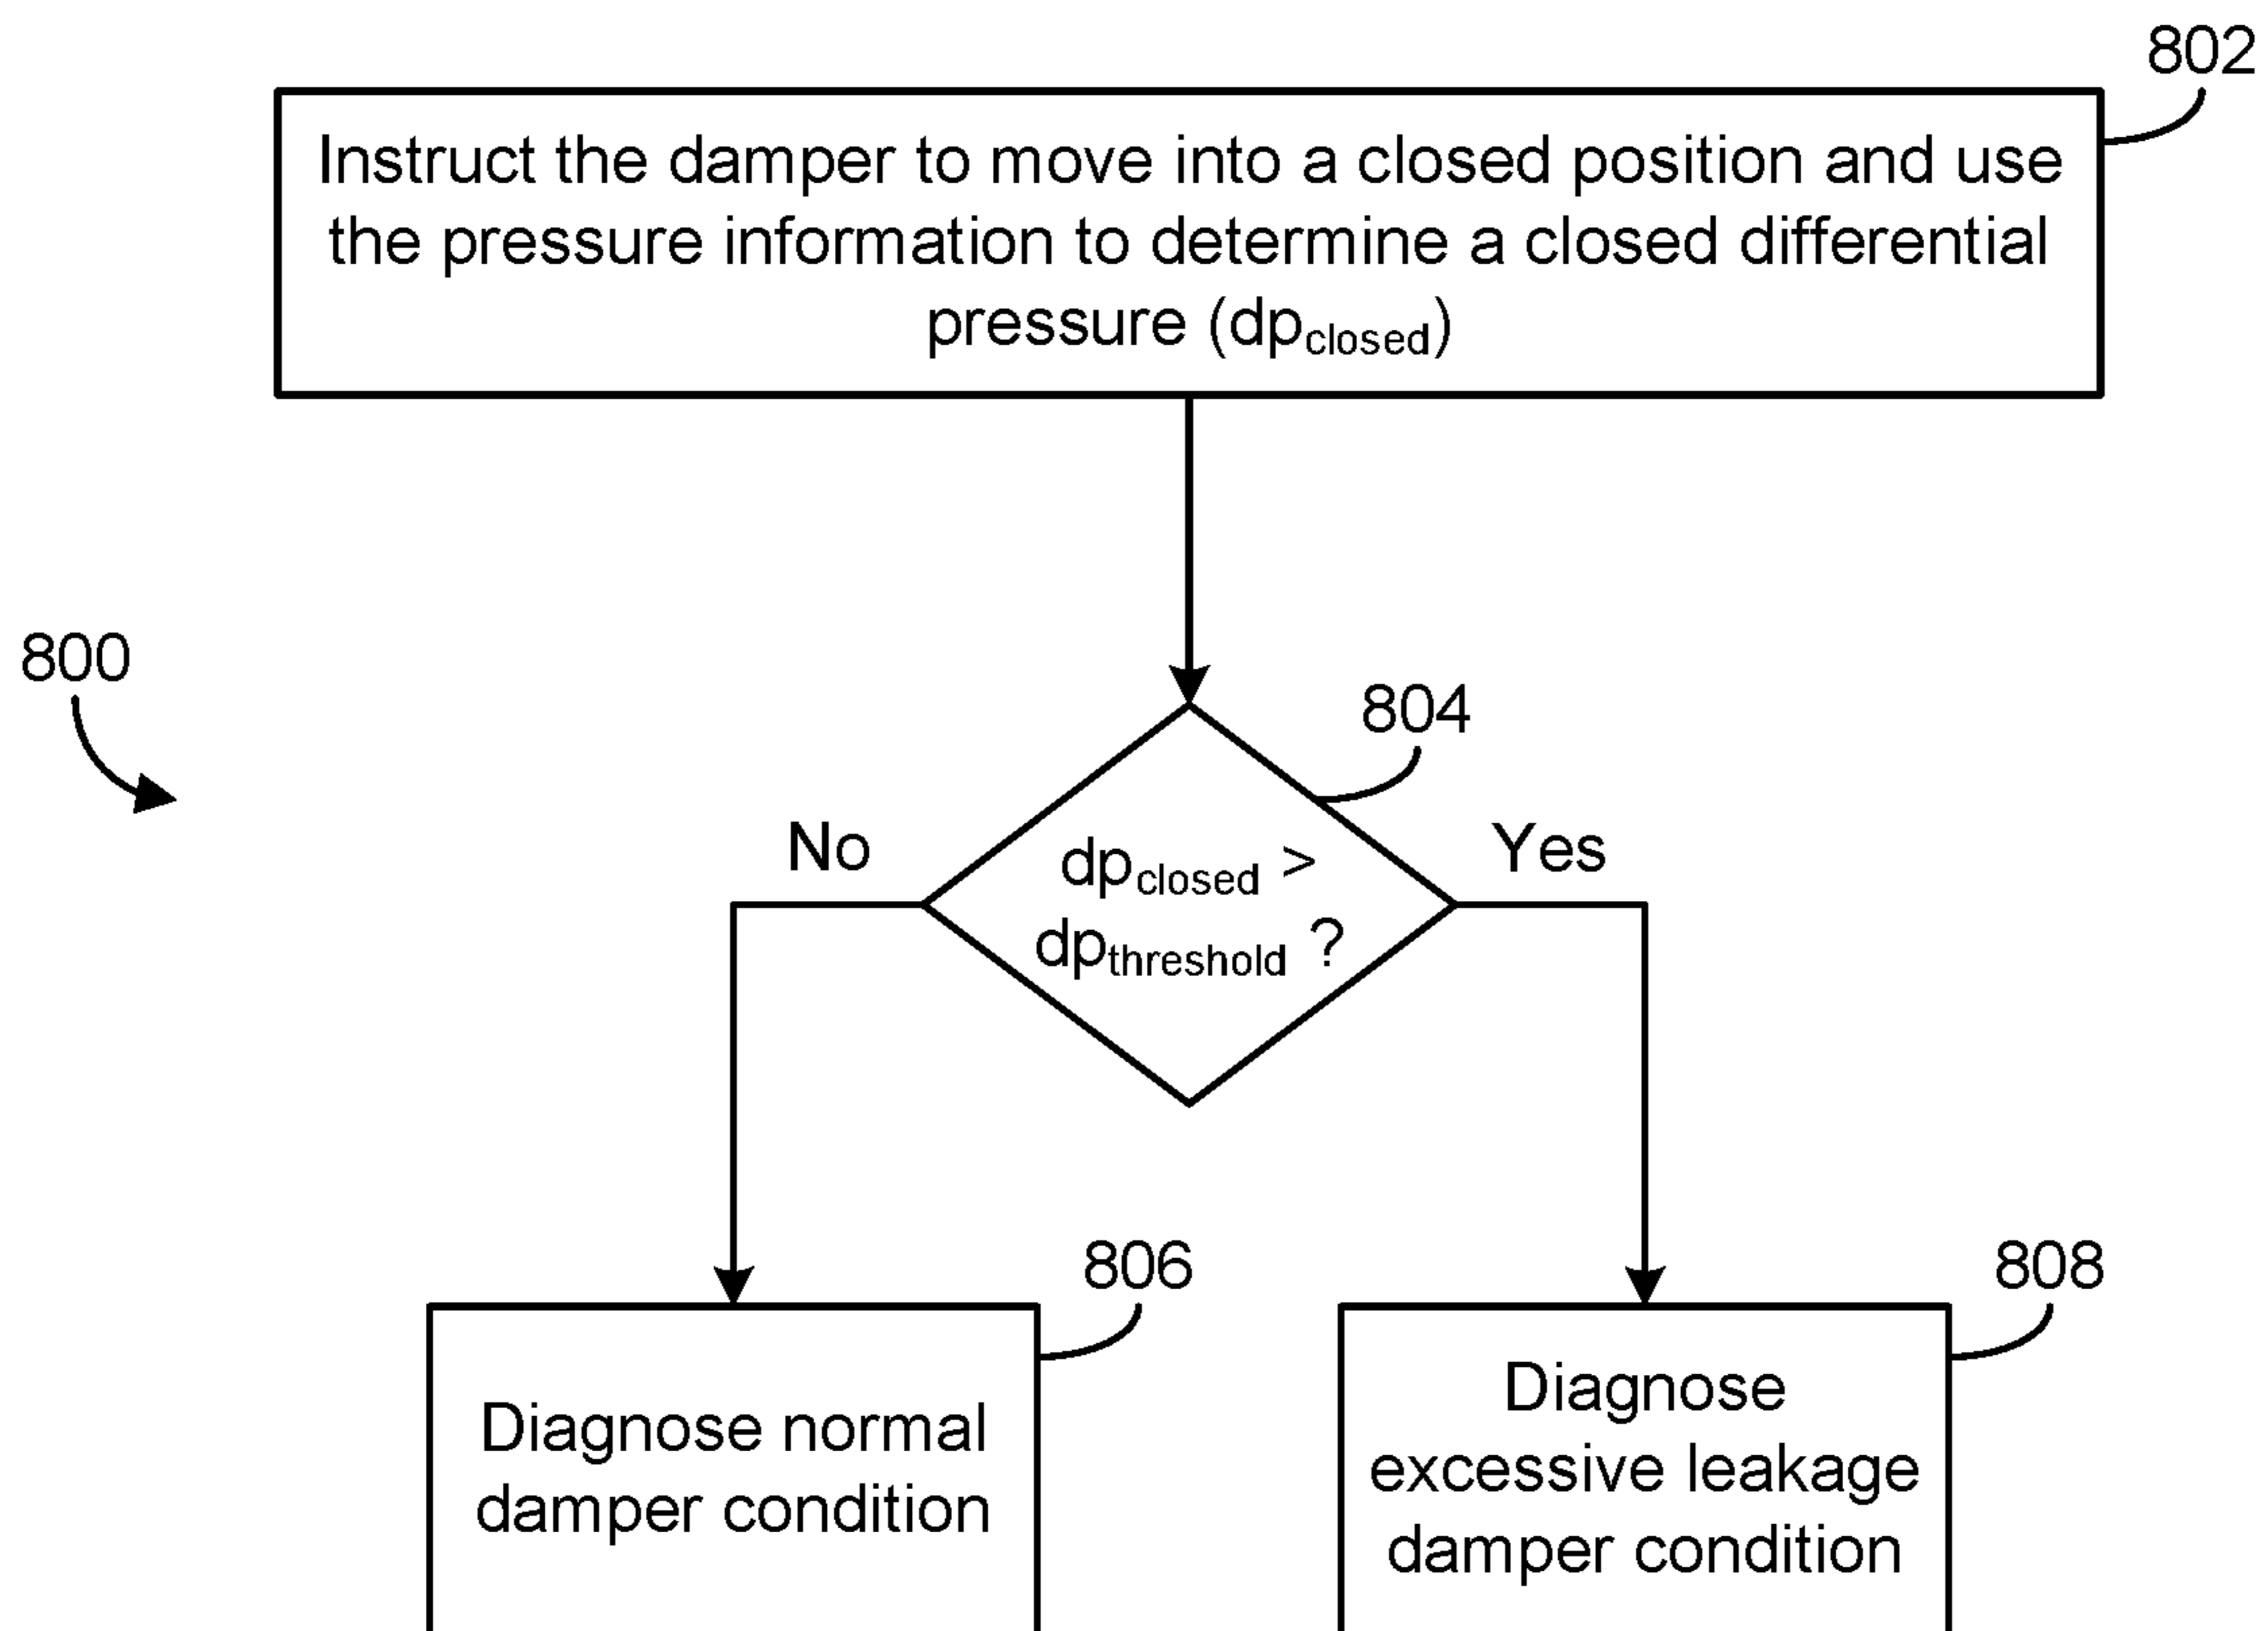 802
Instruct the damper to move into a closed position and use
the pressure information to determine a closed differential
pressure (dpclosed)
800
804
No
Yes
dpclosed >
dpthreshold ?
806
808
Diagnose normal
damper condition
Diagnose
excessive leakage
damper condition